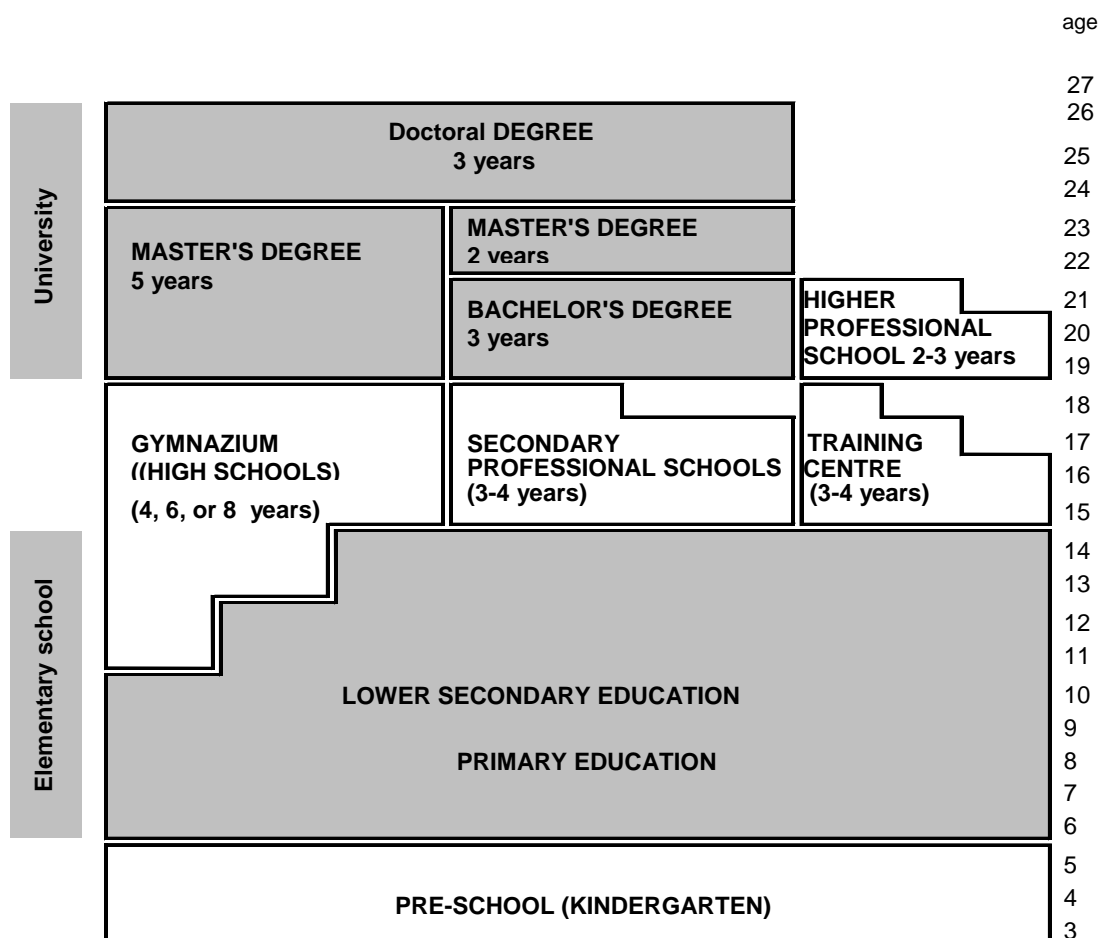 age
27
26
Doctoral DEGREE
3 years
25
24
University
MASTER'S DEGREE
5 years
MASTER'S DEGREE
2 years
23
22
BACHELOR'S DEGREE
3 years
HIGHER
PROFESSIONAL
SCHOOL 2-3 years
21
20
19
18
GYMNAZIUM
((HIGH SCHOOLS)
(4, 6, or 8 years)
SECONDARY
PROFESSIONAL SCHOOLS
(3-4 years)
TRAINING
CENTRE
(3-4 years)
17
16
15
Elementary school
14
13
12
11
LOWER SECONDARY EDUCATION
10
9
PRIMARY EDUCATION
8
7
6
5
PRE-SCHOOL (KINDERGARTEN)
4
3